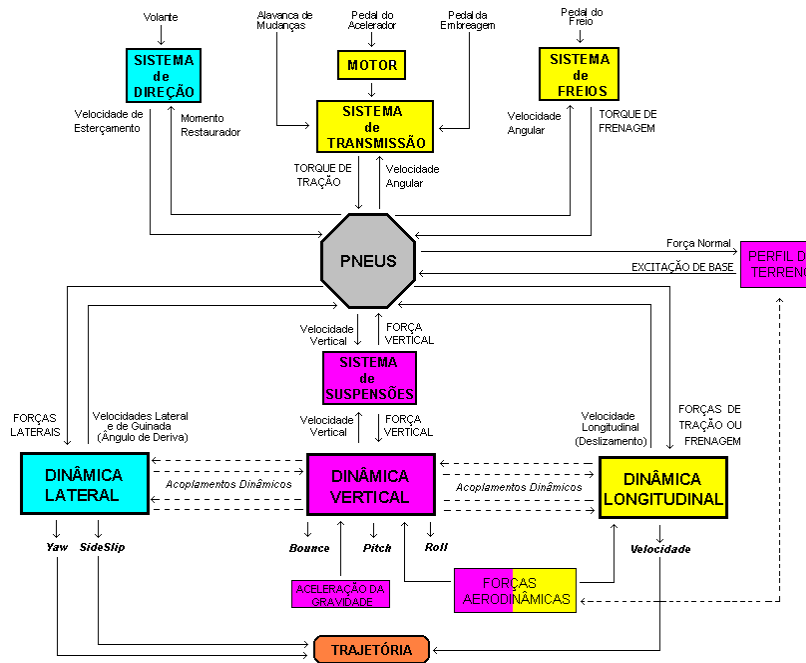 Volante
Alavanca de
Mudanças
Pedal do
Acelerador
Pedal da
Embreagem
Pedal do
Freio
SISTEMA
de
DIREÇÃO
MOTOR
SISTEMA
de
FREIOS
SISTEMA
de
TRANSMISSÃO
Velocidade de
Esterçamento
Momento
Restaurador
Velocidade
Angular
TORQUE DE
FRENAGEM
TORQUE DE
TRAÇÃO
Velocidade
Angular
PNEUS
Força Normal
EXCITAÇÃO DE BASE
PERFIL D
TERRENO
Velocidade
Vertical
FORÇA
VERTICAL
SISTEMA
de
SUSPENSÕES
FORÇAS
LATERAIS
Velocidades Lateral
e de Guinada
(Ângulo de Deriva)
Velocidade
Vertical
FORÇA
VERTICAL
Velocidade
Longitudinal
(Deslizamento)
FORÇAS DE
TRAÇÃO OU
FRENAGEM
DINÂMICA
LATERAL
Acoplamentos Dinâmicos
DINÂMICA
VERTICAL
Acoplamentos Dinâmicos
DINÂMICA
LONGITUDINAL
Yaw
SideSlip
Bounce
Pitch
Roll
Velocidade
ACELERAÇÃO DA
GRAVIDADE
FORÇAS
AERODINÂMICAS
TRAJETÓRIA